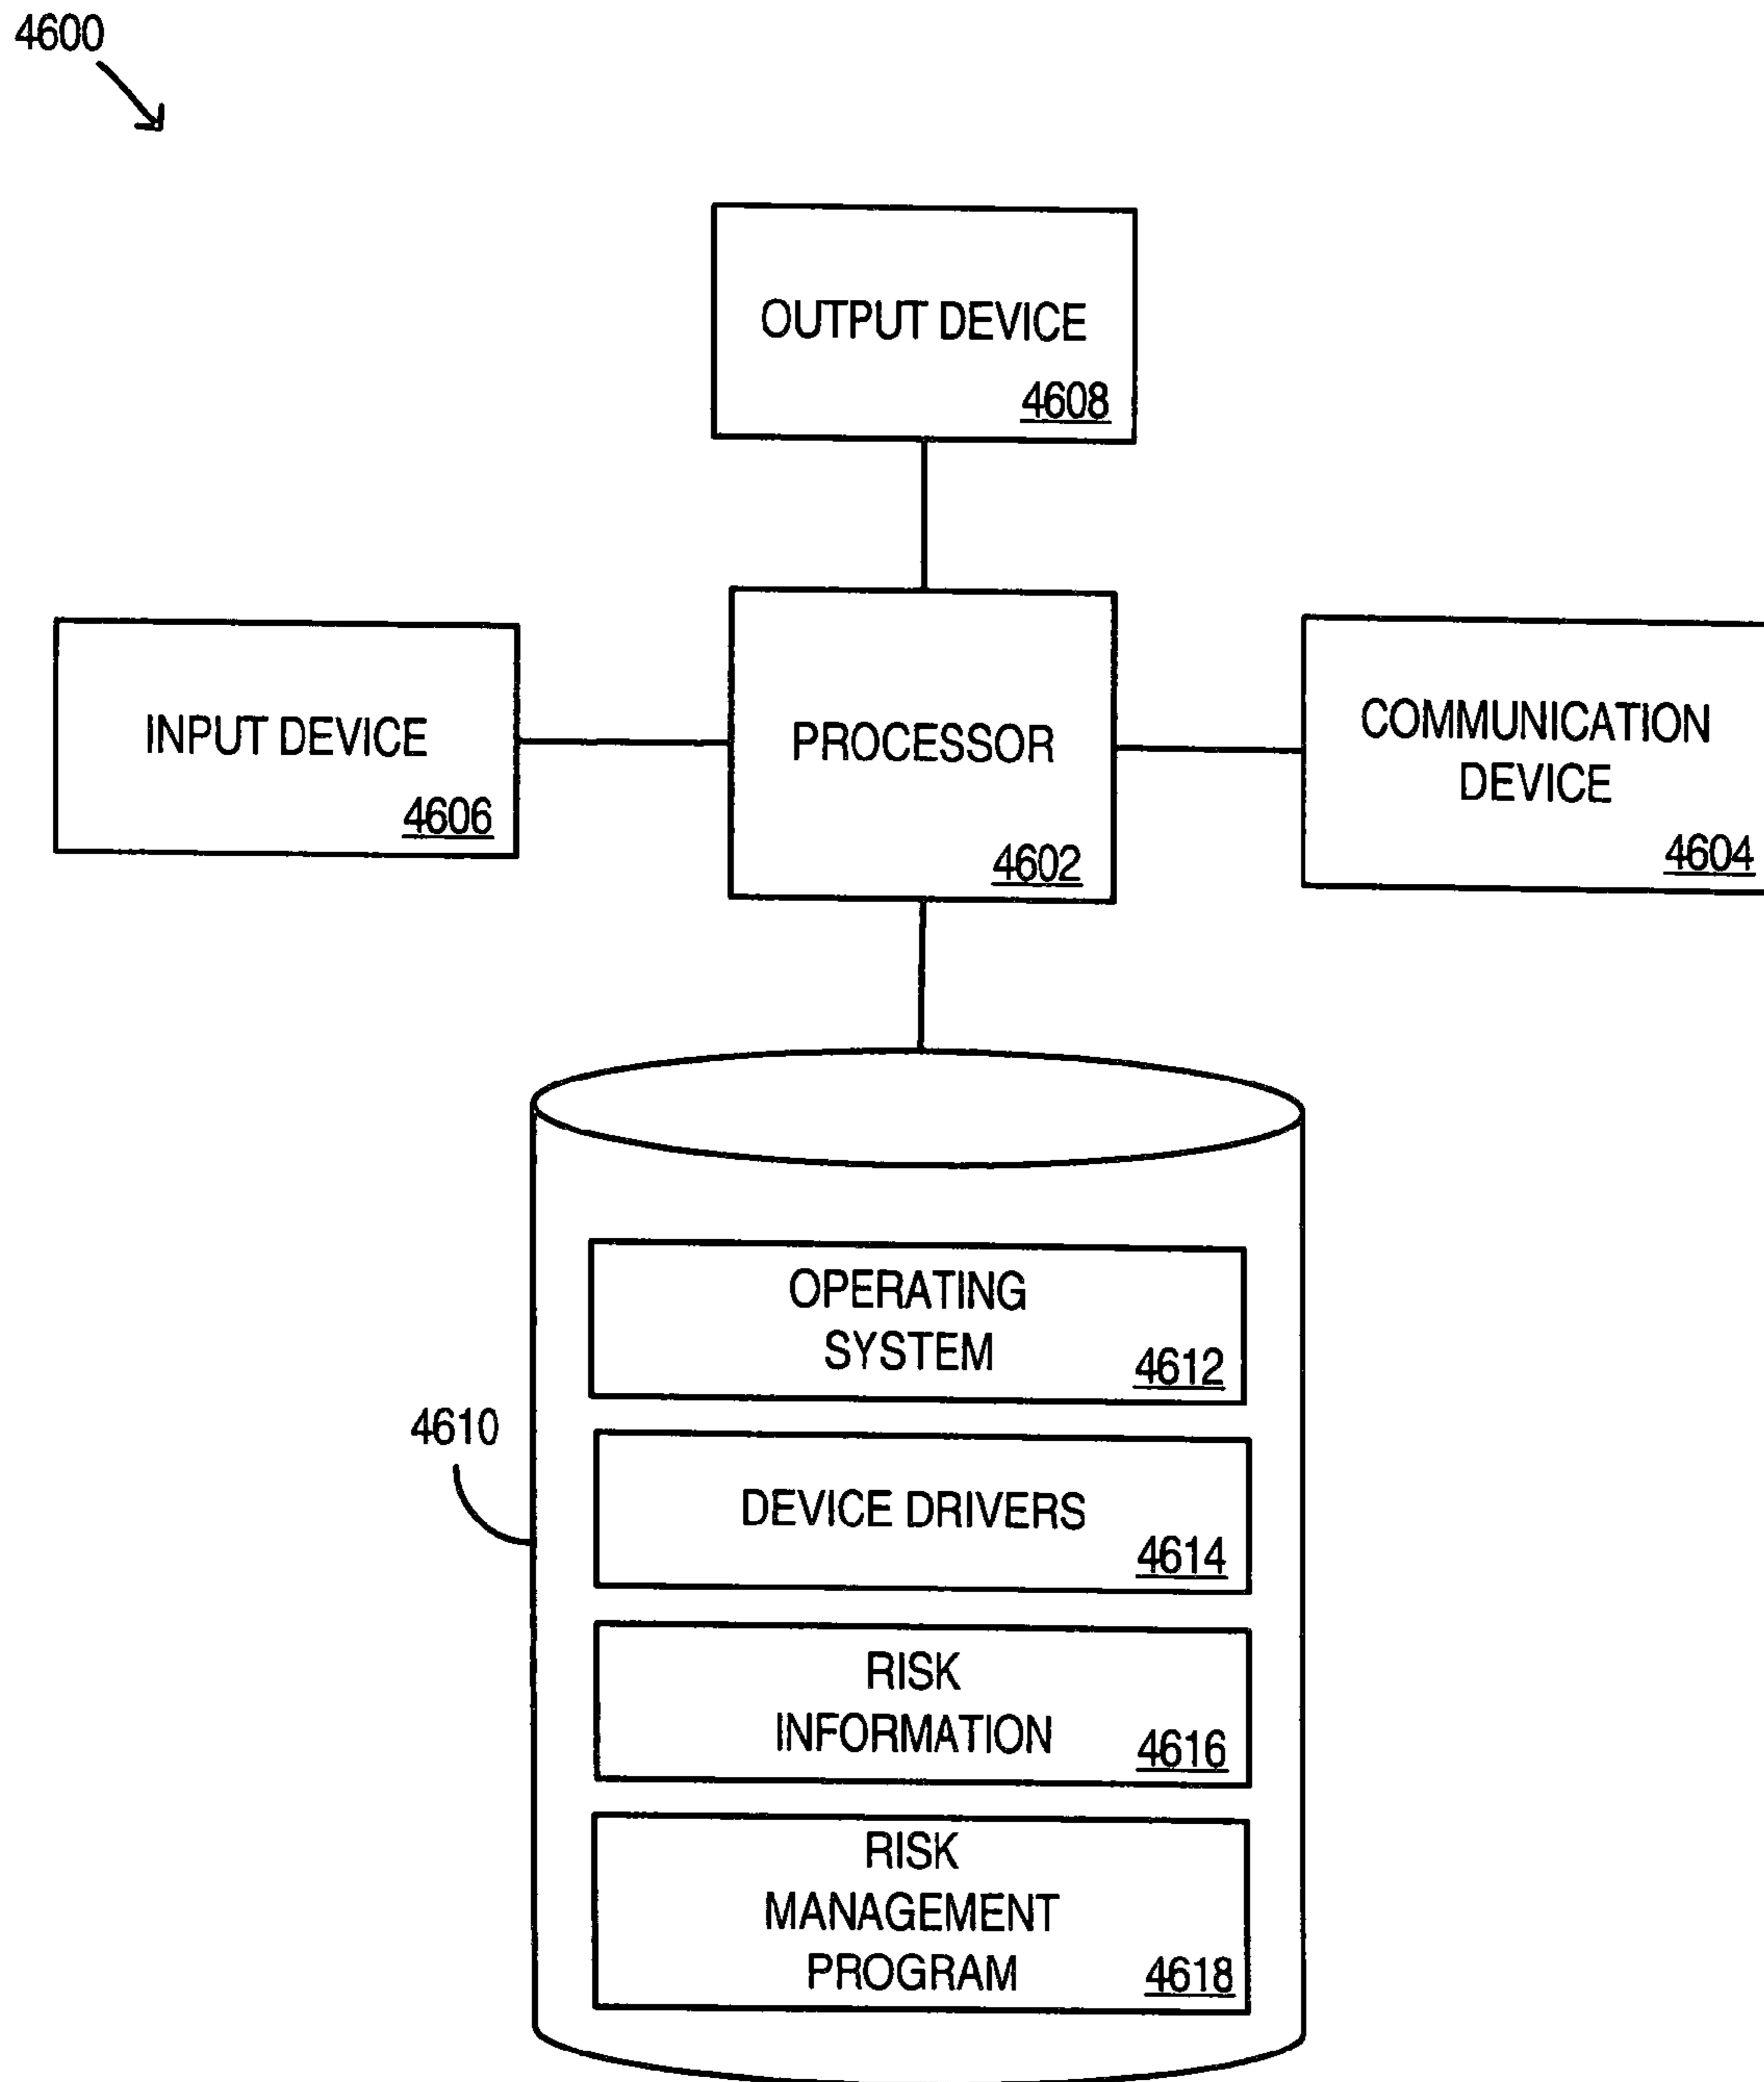 4600
OUTPUT DEVICE
4608
INPUT DEVICE
4606
PROCESSOR
4602
COMMUNICATION
DEVICE
4604
4610
OPERATING
SYSTEM
4612
DEVICE DRIVERS
4614
RISK
INFORMATION
4616
RISK
MANAGEMENT
PROGRAM
4618